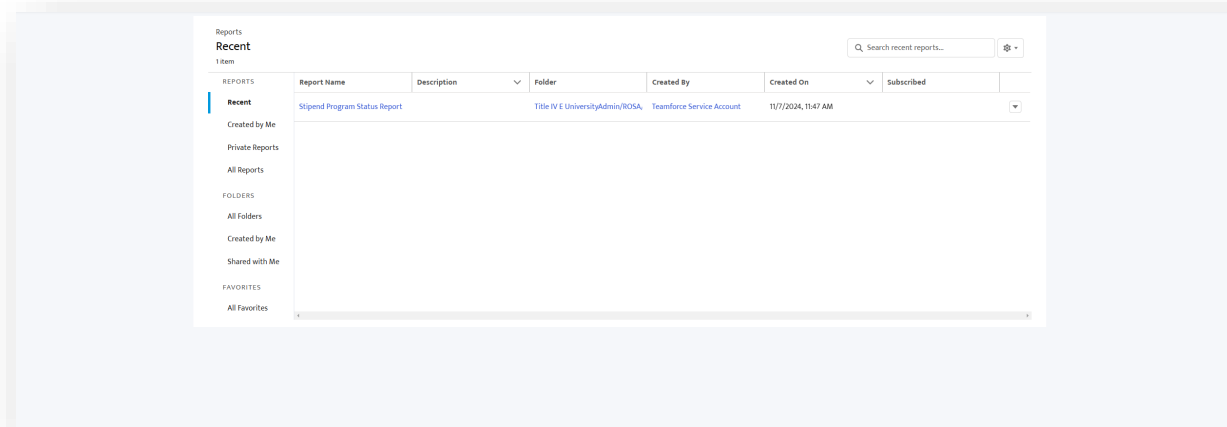 Reports
Recent
1 item
Search recent reports...
REPORTS
Recent
Created by Me
Private Reports
All Reports
FOLDERS
All Folders
Created by Me
Shared with Me
FAVORITES
All Favorites
Report Name Description Folder Created By Created On Subscribed
Stipend Program Status Report Title IV E UniversityAdmin/ROSA, Teamforce Service Account 11/7/2024, 11:47 AM